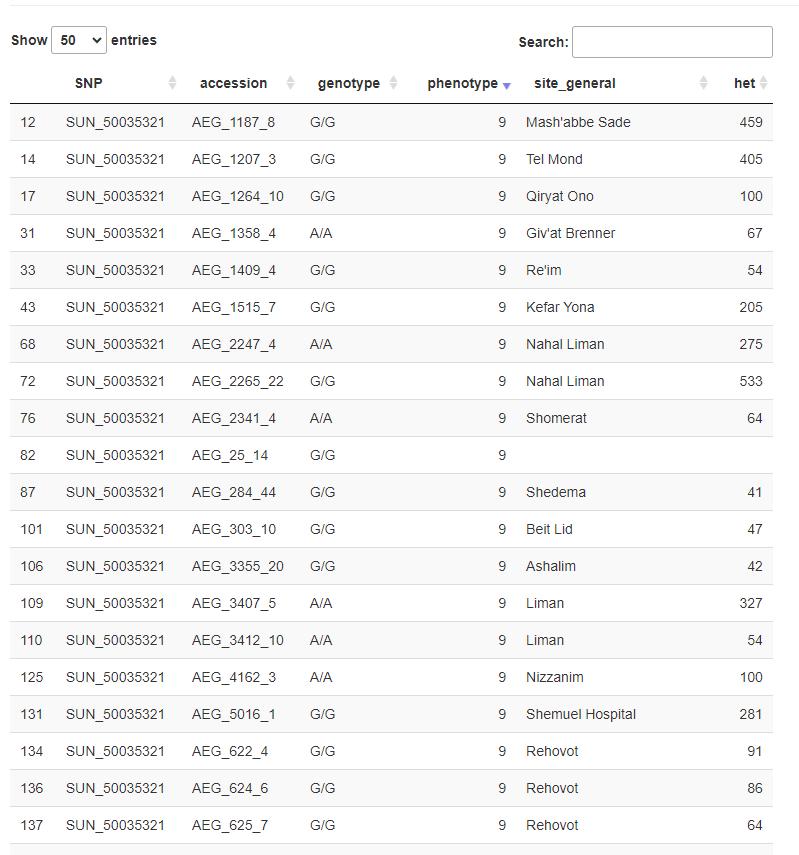 Show 50 entries Search:
SNP accession genotype phenotype site_general het
12 SUN_50035321 AEG_1187_8 G/G 9 Mash'abbe Sade 459
14 SUN_50035321 AEG_1207_3 G/G 9 Tel Mond 405
17 SUN_50035321 AEG_1264_10 G/G 9 Qiryat Ono 100
31 SUN_50035321 AEG_1358_4 A/A 9 Giv'at Brenner 67
33 SUN_50035321 AEG_1409_4 G/G 9 Re'im 54
43 SUN_50035321 AEG_1515_7 G/G 9 Kefar Yona 205
68 SUN_50035321 AEG_2247_4 A/A 9 Nahal Liman 275
72 SUN_50035321 AEG_2265_22 G/G 9 Nahal Liman 533
76 SUN_50035321 AEG_2341_4 A/A 9 Shomerat 64
82 SUN_50035321 AEG_25_14 G/G 9
87 SUN_50035321 AEG_284_44 G/G 9 Shedema 41
101 SUN_50035321 AEG_303_10 G/G 9 Beit Lid 47
106 SUN_50035321 AEG_3355_20 G/G 9 Ashalim 42
109 SUN_50035321 AEG_3407_5 A/A 9 Liman 327
110 SUN_50035321 AEG_3412_10 A/A 9 Liman 54
125 SUN_50035321 AEG_4162_3 A/A 9 Nizzanim 100
131 SUN_50035321 AEG_5016_1 G/G 9 Shemuel Hospital 281
134 SUN_50035321 AEG_622_4 G/G 9 Rehovot 91
136 SUN_50035321 AEG_624_6 G/G 9 Rehovot 86
137 SUN_50035321 AEG_625_7 G/G 9 Rehovot 64